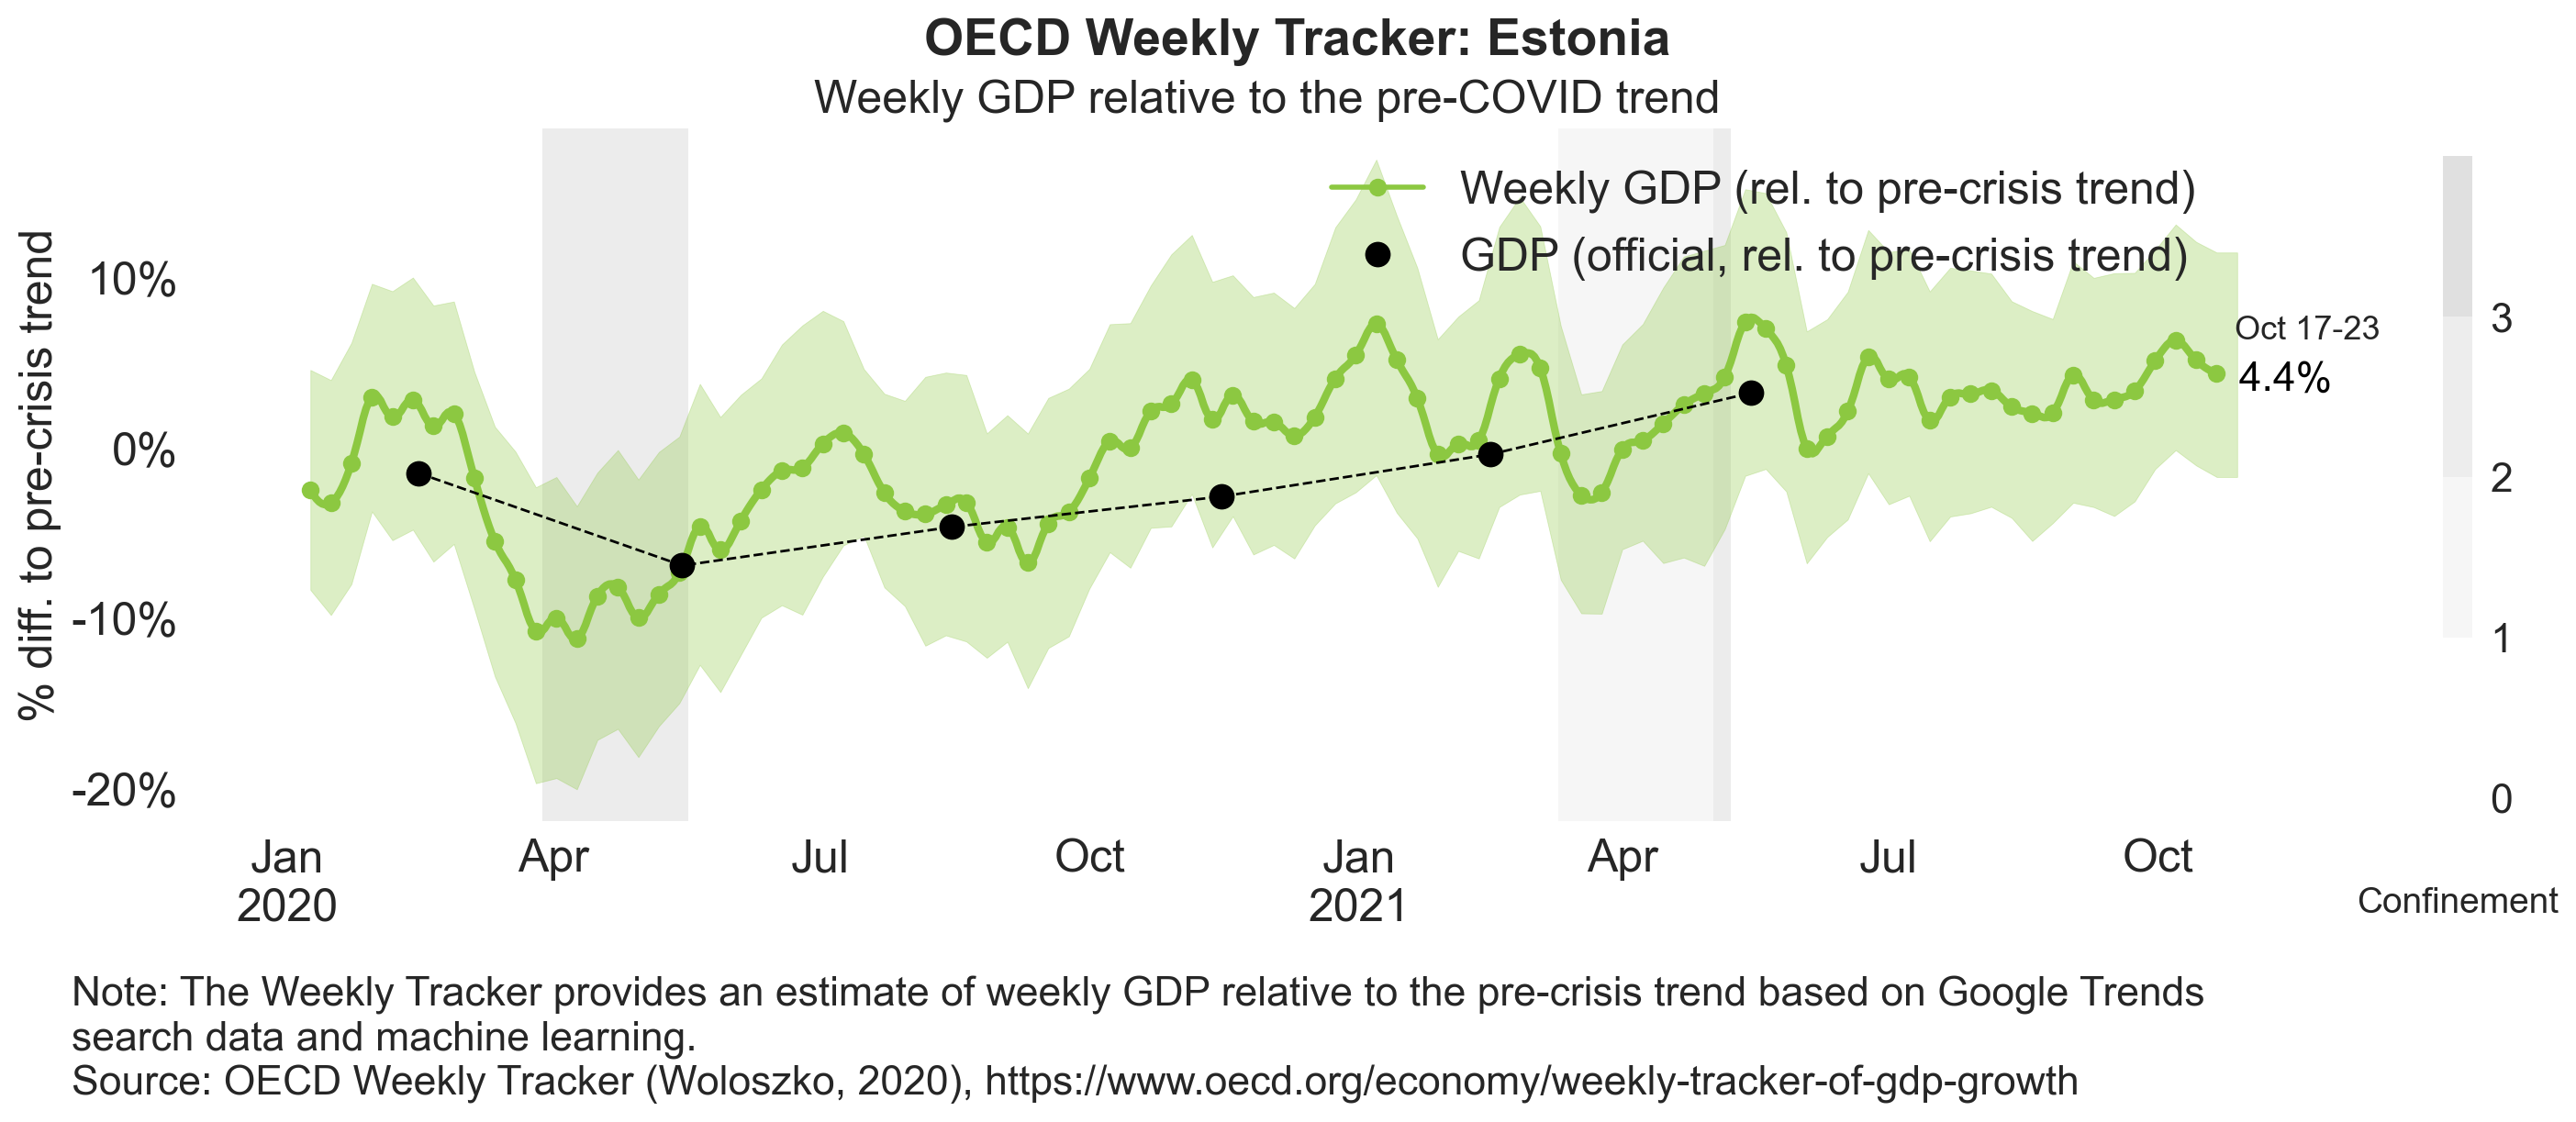 OECD Weekly Tracker: Estonia
Weekly GDP relative to the pre-COVID trend
Weekly GDP (rel. to pre-crisis trend)
GDP (official, rel. to pre-crisis trend)
% diff. to pre-crisis trend
10%
0%
-10%
-20%
Oct 17-23
4.4%
3
2
1
0
Jan Apr Jul Oct Jan Apr Jul Oct
2020 2021
Confinement
Note: The Weekly Tracker provides an estimate of weekly GDP relative to the pre-crisis trend based on Google Trends
search data and machine learning.
Source: OECD Weekly Tracker (Woloszko, 2020), https://www.oecd.org/economy/weekly-tracker-of-gdp-growth